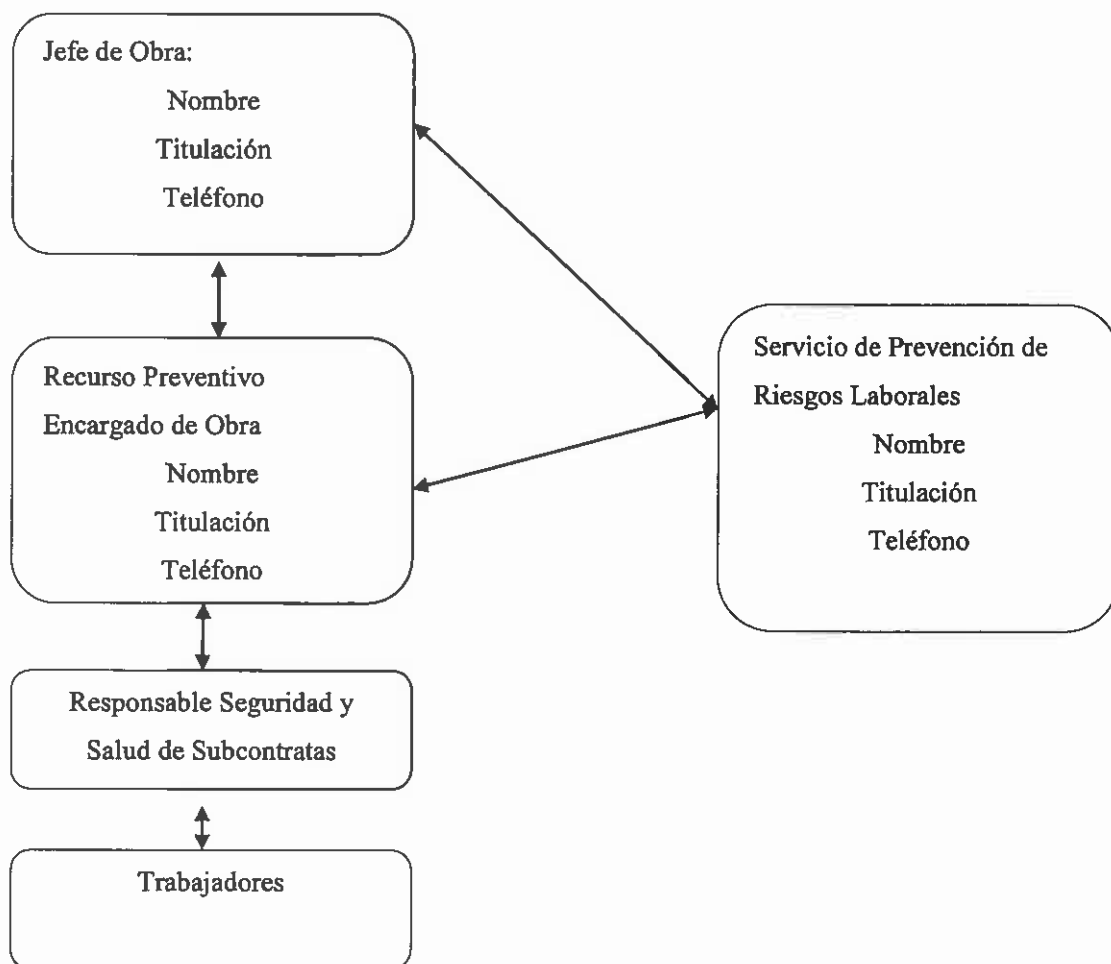 Jefe de Obra:
Nombre
Titulación
Teléfono
Recurso Preventivo
Encargado de Obra
Nombre
Titulación
Teléfono
Servicio de Prevención de
Riesgos Laborales
Nombre
Titulación
Teléfono
Responsable Seguridad y
Salud de Subcontratas
Trabajadores